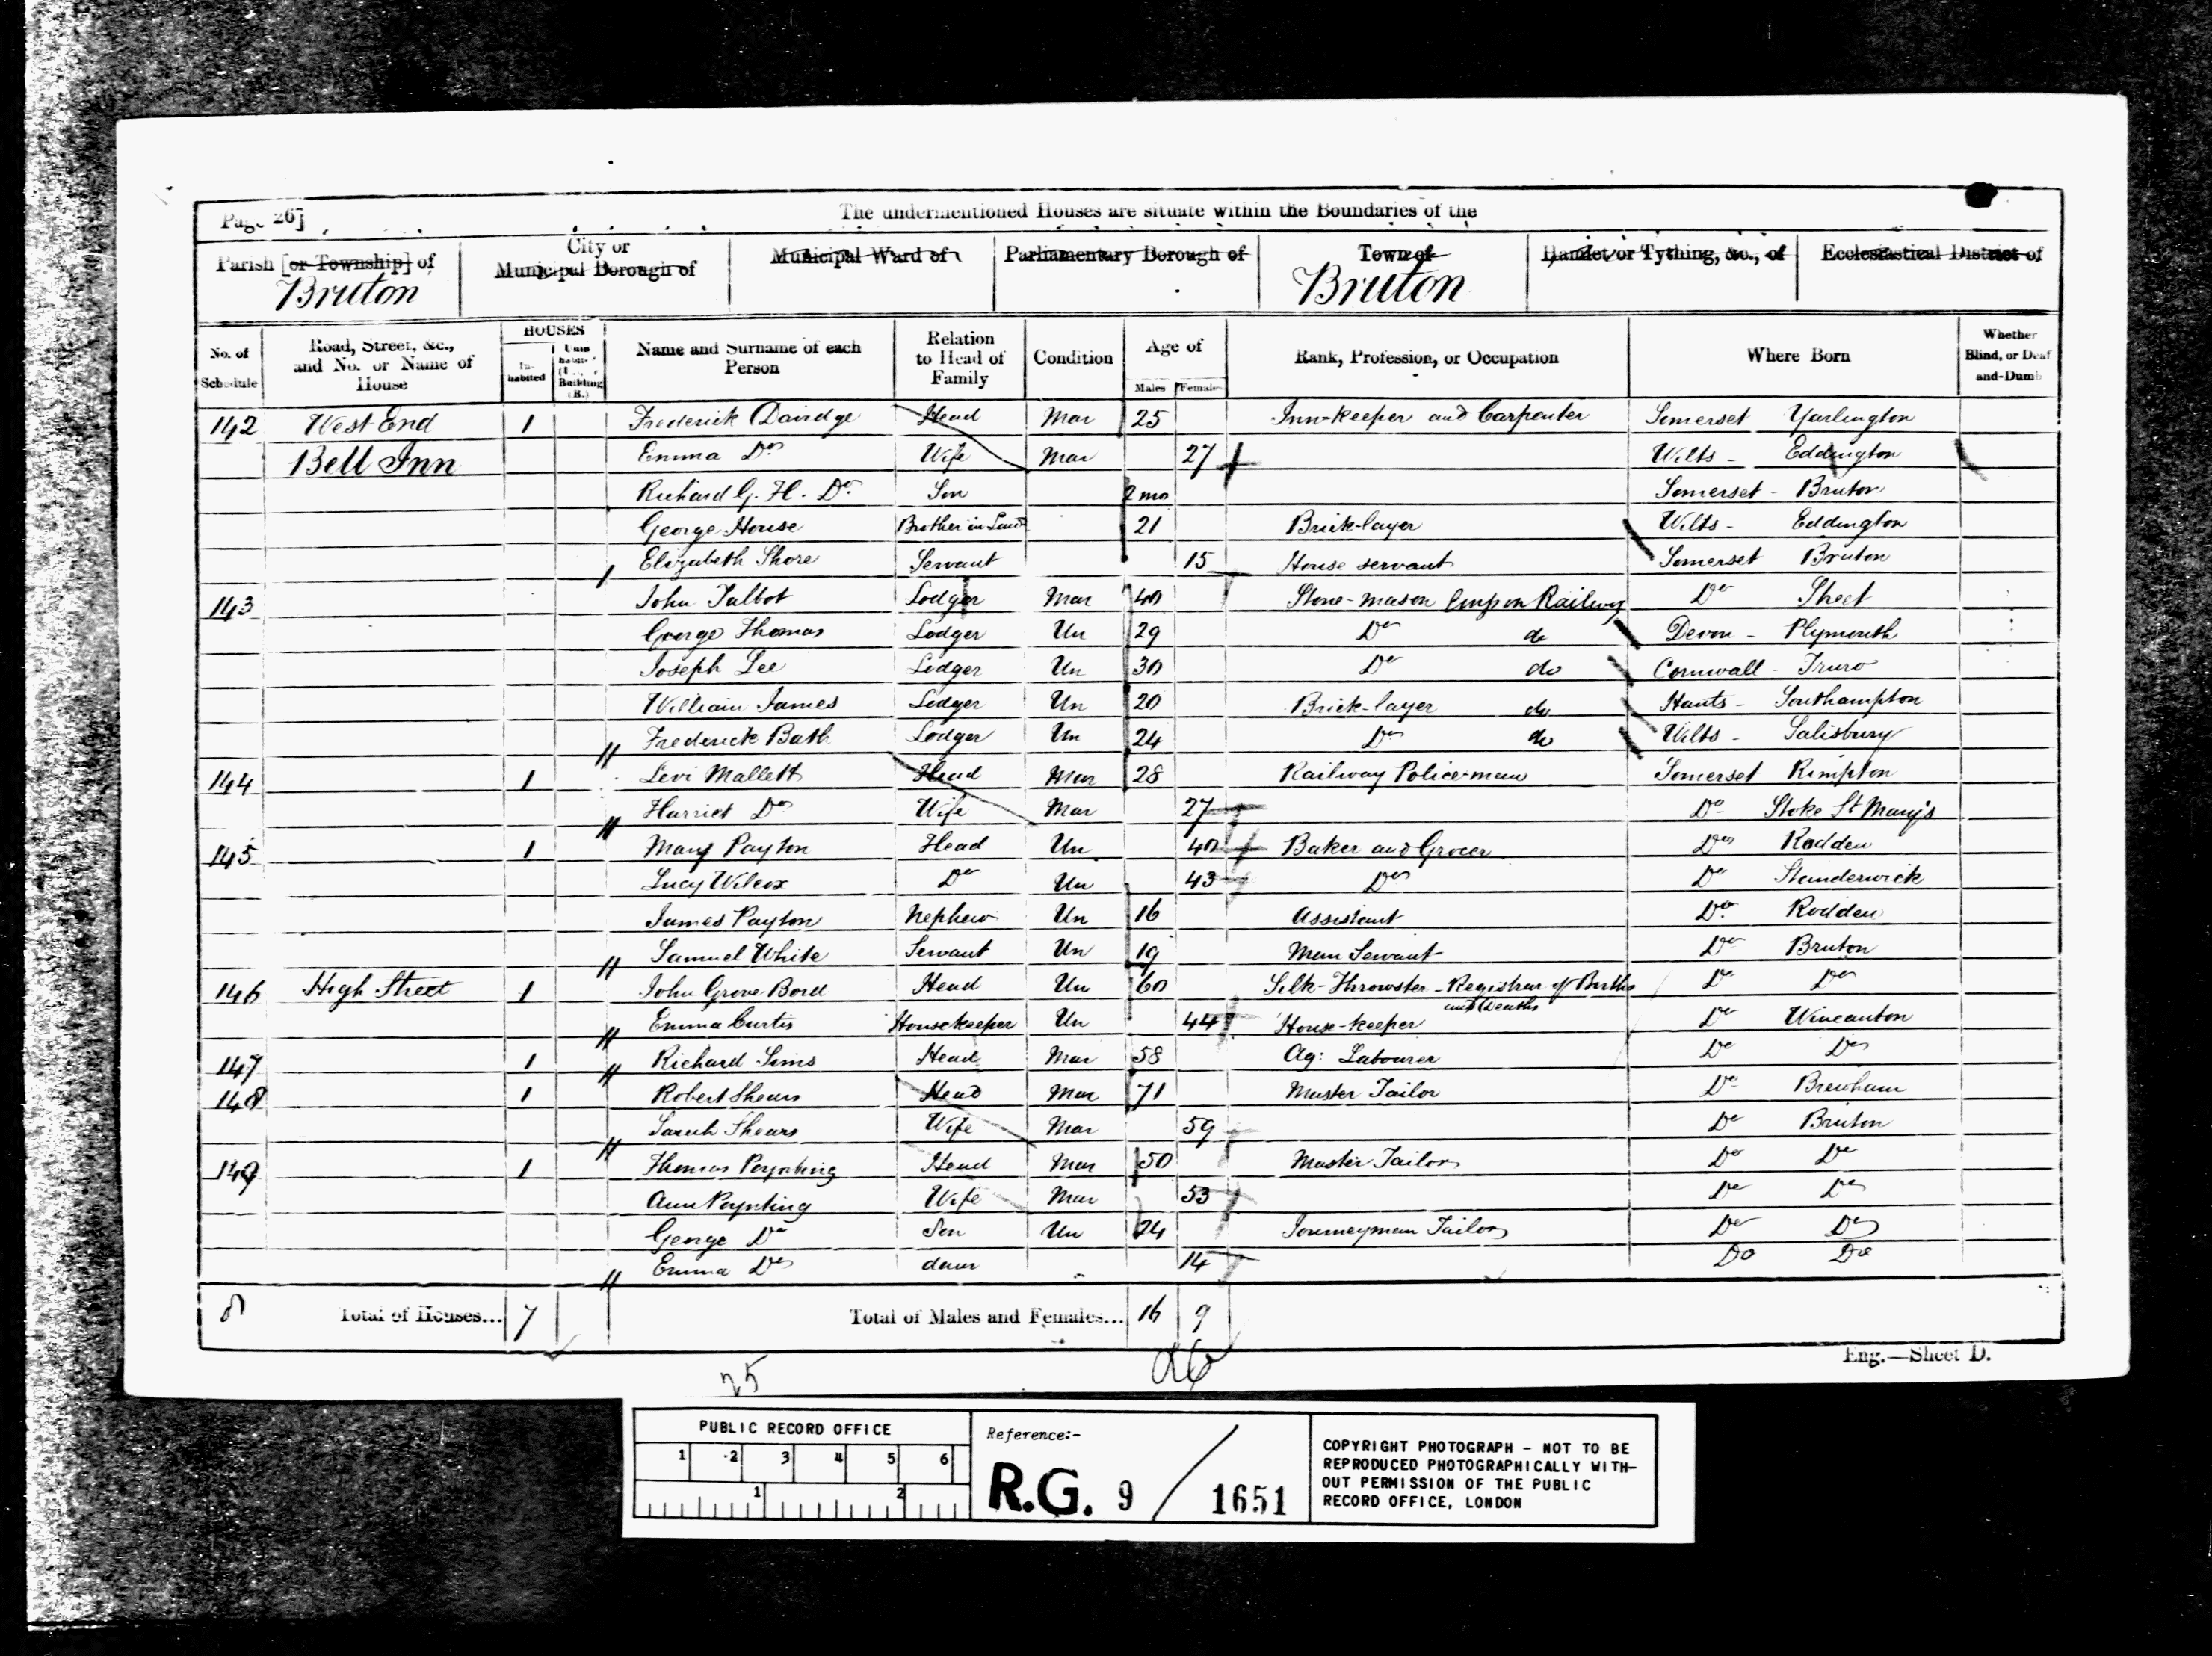 Page 26]
The undermentioned Houses are situate within the Boundaries of the
Parish [or Township] of
Bruton
City or
Municipal Borough of
Municipal Ward of
Parliamentary Borough of
Town of
Bruton
Hamlet or Tything, &c., of
Ecclesiastical District of
No. of Schedule
Road, Street, &c., and No. or Name of House
HOUSES
In-habited
Building (B.)
Name and Surname of each Person
Relation to Head of Family
Condition
Age of
Males Females
Rank, Profession, or Occupation
Where Born
Whether Blind, or Deaf and-Dumb
142 West End 1 Frederick Davidge Head Mar 25 Inn-Keeper and Carpenter Somerset Yarlington
Bell Inn Emma Do Wife Mar 27 Wilts - Eddington
Richard G. H. Do Son 2 mo Somerset - Bruton
George House Brother in Law 21 Brick-layer Wilts - Eddington
Elizabeth Shore Servant 15 House servant Somerset Bruton
143 John Talbot Lodger Mar 40 Stone-mason Emp on Railway Do Street
George Thomas Lodger Un 29 Do do Devon - Plymouth
Joseph Lee Lodger Un 30 Do do Cornwall - Truro
William James Lodger Un 20 Brick-layer do Hants - Southampton
Frederick Bath Lodger Un 24 Do do Wilts - Salisbury
144 1 Levi Mallett Head Mar 28 Railway Police-man Somerset Rimpton
Harriet Do Wife Mar 27 Do Stoke St Mary's
145 1 Mary Payton Head Un 40 Baker and Grocer Do Rodden
Lucy Wilcox Do Un 43 Do Do Standerwick
James Payton Nephew Un 16 Assistant Do Rodden
Samuel White Servant Un 19 Man Servant Do Bruton
146 High Street 1 John Grove Bord Head Un 60 Silk-Throwster - Registrar of Births and Deaths Do Do
Emma Curtis Housekeeper Un 44 House-keeper Do Wincanton
147 1 Richard Sims Head Mar 58 Ag: Labourer Do Do
148 1 Robert Shears Head Mar 71 Master Tailor Do Brewham
Sarah Shears Wife Mar 59 Do Bruton
149 1 Thomas Poynting Head Mar 50 Master Tailor Do Do
Ann Poynting Wife Mar 53 Do Do
George Do Son Un 24 Journeyman Tailor Do Do
Emma Do daur 14 Do Do
8 Total of Houses... 7 Total of Males and Females... 16 9
25
Eng.—Sheet D.
PUBLIC RECORD OFFICE
1 2 3 4 5 6
1 2
Reference:-
R.G. 9 / 1651
COPYRIGHT PHOTOGRAPH - NOT TO BE
REPRODUCED PHOTOGRAPHICALLY WITH-
OUT PERMISSION OF THE PUBLIC
RECORD OFFICE, LONDON